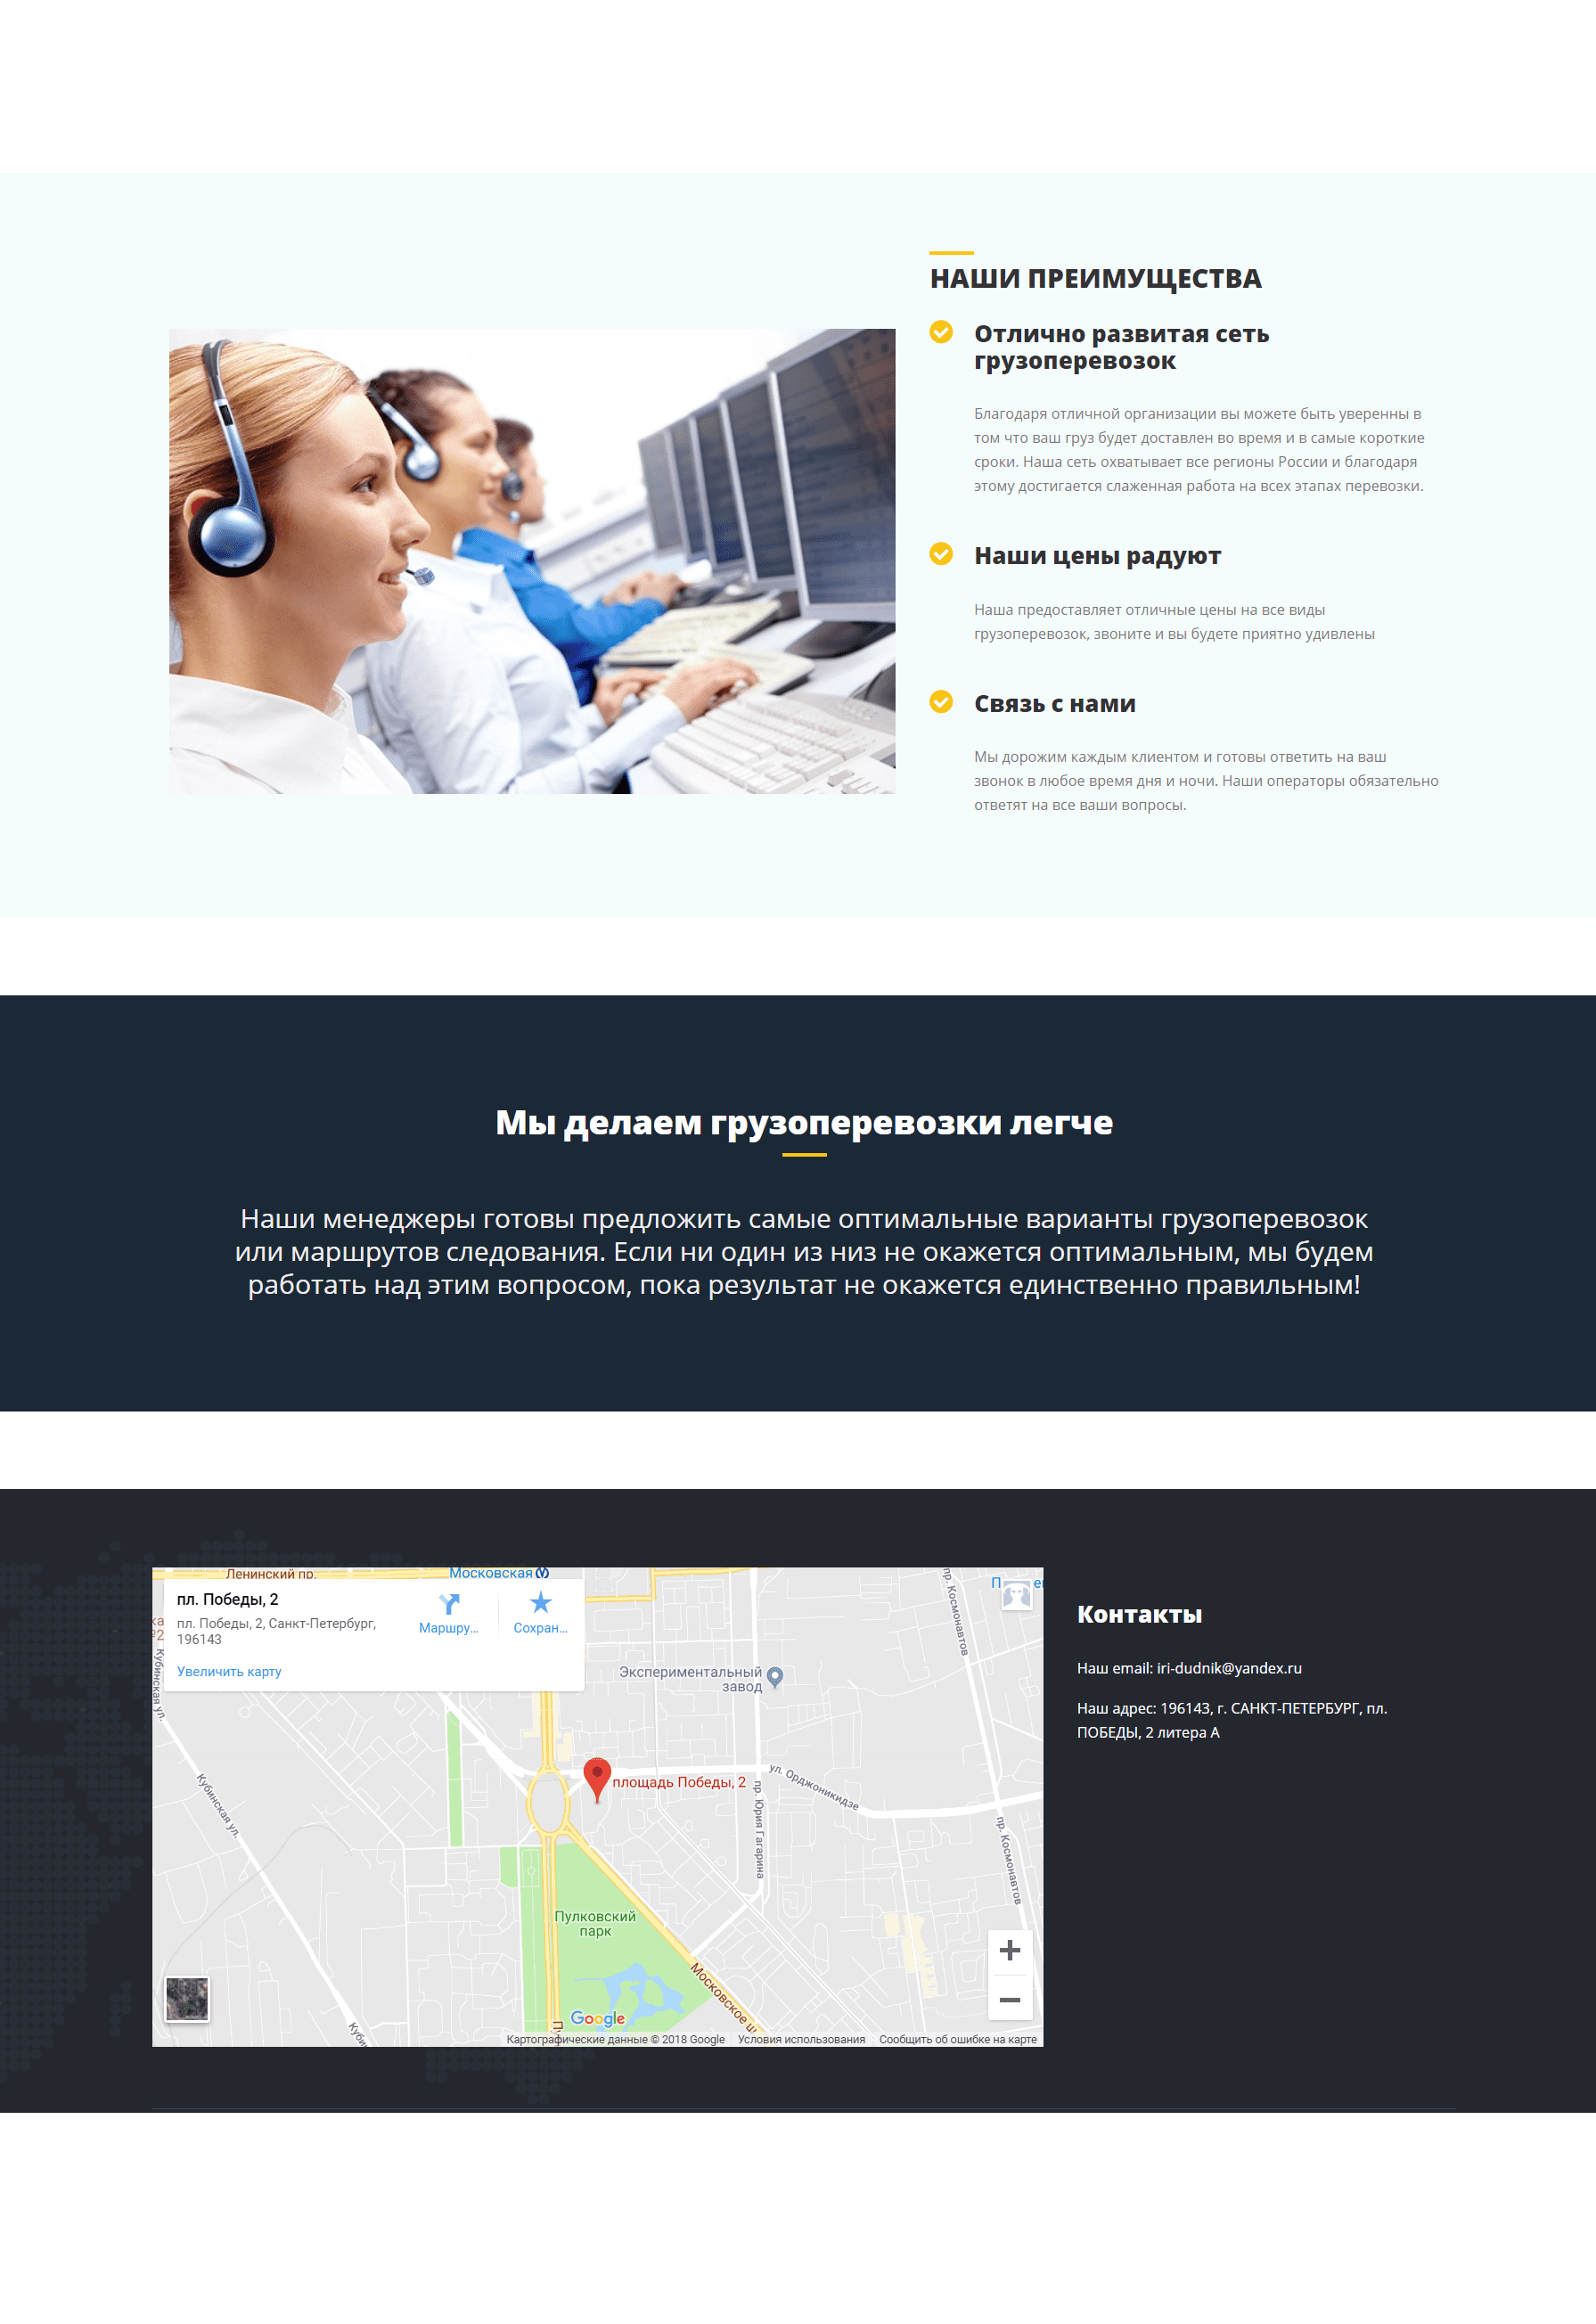 НАШИ ПРЕИМУЩЕСТВА
Отлично развитая сеть
грузоперевозок
Благодаря отличной организации вы можете быть уверенны в
том что ваш груз будет доставлен во время и в самые короткие
сроки. Наша сеть охватывает все регионы России и благодаря
этому достигается слаженная работа на всех этапах перевозки.
Наши цены радуют
Наша предоставляет отличные цены на все виды
грузоперевозок, звоните и вы будете приятно удивлены
Связь с нами
Мы дорожим каждым клиентом и готовы ответить на ваш
звонок в любое время дня и ночи. Наши операторы обязательно
ответят на все ваши вопросы.
Мы делаем грузоперевозки легче
Наши менеджеры готовы предложить самые оптимальные варианты грузоперевозок
или маршрутов следования. Если ни один из низ не окажется оптимальным, мы будем
работать над этим вопросом, пока результат не окажется единственно правильным!
Ленинский пр.
Московская
пл. Победы, 2
пл. Победы, 2, Санкт-Петербург,
196143
Увеличить карту
Маршру...
Сохран...
Кубинская ул.
пр. Космонавтов
Экспериментальный
завод
площадь Победы, 2
ул. Орджоникидзе
пр. Юрия Гагарина
Кубинская ул.
пр. Космонавтов
Пулковский
парк
Московское ш
Куби
Google
Картографические данные © 2018 Google
Условия использования
Сообщить об ошибке на карте
Контакты
Наш email: iri-dudnik@yandex.ru
Наш адрес: 196143, г. САНКТ-ПЕТЕРБУРГ, пл.
ПОБЕДЫ, 2 литера А